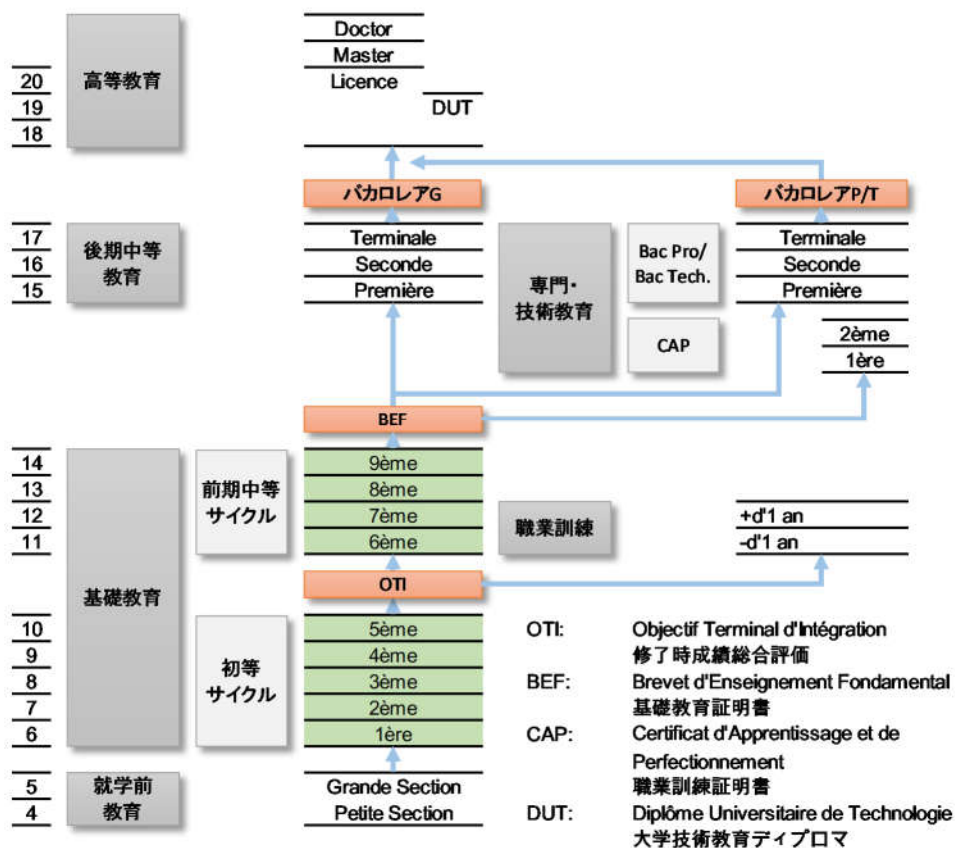 Doctor
Master
20
高等教育
Licence
19
DUT
18
バカロレアG
バカロレアP/T
17
後期中等
教育
Terminale
専門・
技術教育
Bac Pro/
Bac Tech.
Terminale
16
Seconde
Seconde
15
Première
Première
CAP
2ème
1ère
BEF
14
基礎教育
前期中等
サイクル
9ème
13
8ème
12
7ème
職業訓練
+d'1 an
11
6ème
-d'1 an
OTI
10
初等
サイクル
5ème
9
4ème
8
3ème
7
2ème
6
1ère
5
就学前
教育
Grande Section
4
Petite Section
OTI: Objectif Terminal d'Intégration
修了時成績総合評価
BEF: Brevet d'Enseignement Fondamental
基礎教育証明書
CAP: Certificat d'Apprentissage et de
Perfectionnement
職業訓練証明書
DUT: Diplôme Universitaire de Technologie
大学技術教育ディプロマ